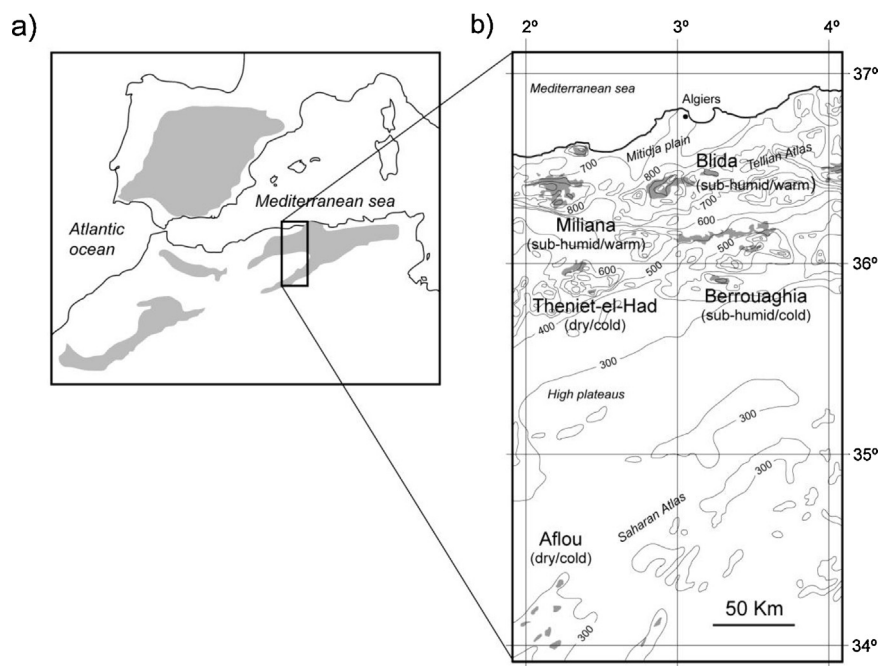 a)
Atlantic
ocean
Mediterranean sea
b)
2º 3º 4º
37º
Mediterranean sea
Algiers
Mitidja plain
Tellian Atlas
700
800
Blida
(sub-humid/warm)
700
800
600
Miliana
(sub-humid/warm)
500
500
600
36º
Theniet-el-Had
(dry/cold)
Berrouaghia
(sub-humid/cold)
400
300
High plateaus
300
35º
300
Saharan Atlas
Aflou
(dry/cold)
50 Km
300
34º